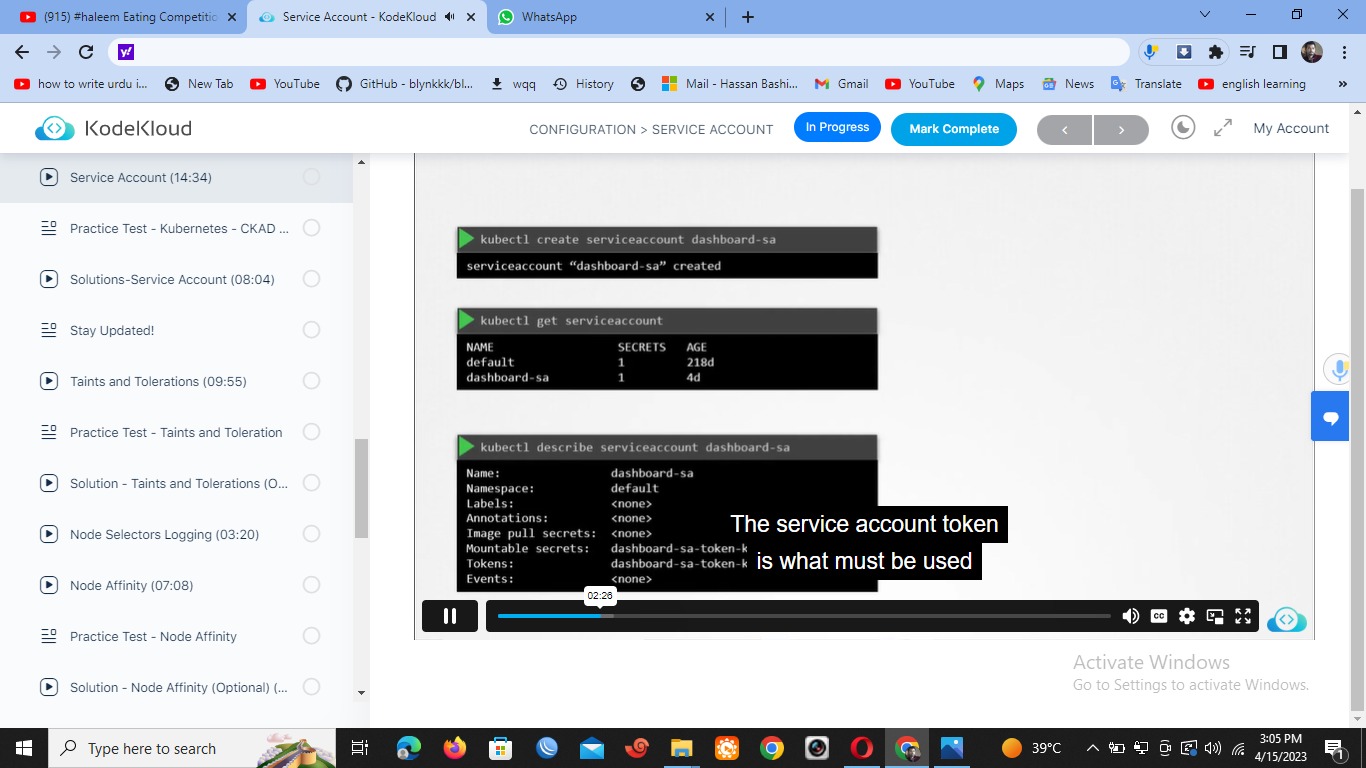 (915) #haleem Eating Competitio
Service Account - KodeKloud
WhatsApp
how to write urdu i...
New Tab
YouTube
GitHub - blynkkk/bl...
wqq
History
Mail - Hassan Bashi...
Gmail
YouTube
Maps
News
Translate
english learning
»
KodeKloud
CONFIGURATION > SERVICE ACCOUNT
In Progress
Mark Complete
My Account
Service Account (14:34)
Practice Test - Kubernetes - CKAD ...
Solutions-Service Account (08:04)
Stay Updated!
Taints and Tolerations (09:55)
Practice Test - Taints and Toleration
Solution - Taints and Tolerations (O...
Node Selectors Logging (03:20)
Node Affinity (07:08)
Practice Test - Node Affinity
Solution - Node Affinity (Optional) (...
kubectl create serviceaccount dashboard-sa
serviceaccount “dashboard-sa” created
kubectl get serviceaccount
NAME SECRETS AGE
default 1 218d
dashboard-sa 1 4d
kubectl describe serviceaccount dashboard-sa
Name: dashboard-sa
Namespace: default
Labels: <none>
Annotations: <none>
Image pull secrets: <none>
Mountable secrets: dashboard-sa-token-k
Tokens: dashboard-sa-token-k
Events: <none>
The service account token
is what must be used
02:26
CC
Activate Windows
Go to Settings to activate Windows.
Type here to search
39°C
3:05 PM
4/15/2023
1